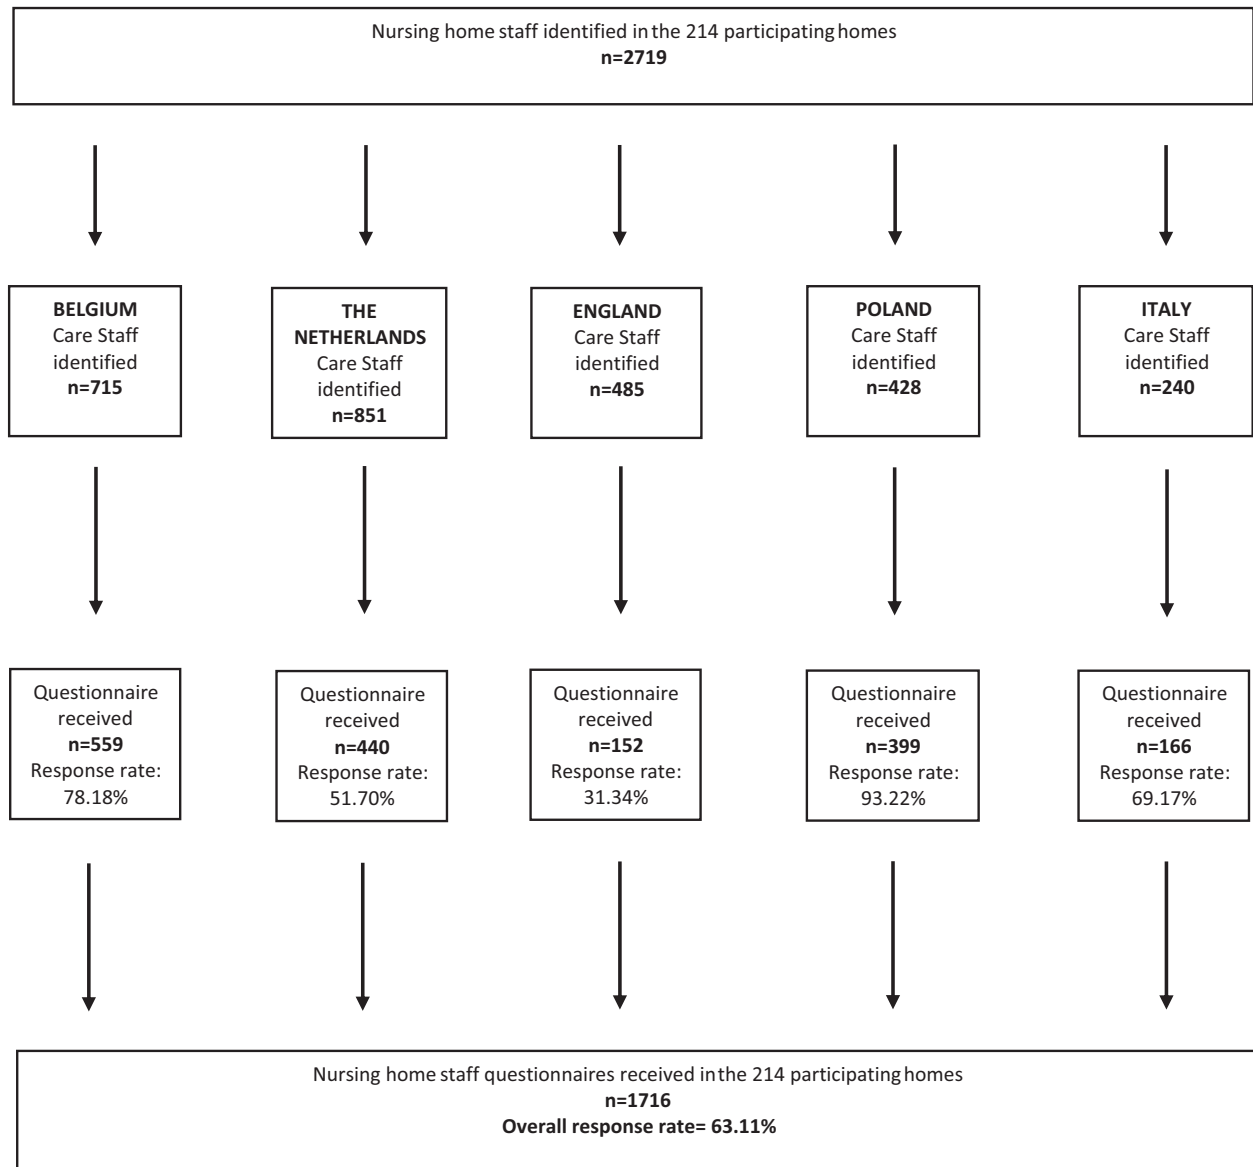 Nursing home staff identified in the 214 participating homes
n=2719
BELGIUM
Care Staff
identified
n=715
THE
NETHERLANDS
Care Staff
identified
n=851
ENGLAND
Care Staff
identified
n=485
POLAND
Care Staff
identified
n=428
ITALY
Care Staff
identified
n=240
Questionnaire
received
n=559
Response rate:
78.18%
Questionnaire
received
n=440
Response rate:
51.70%
Questionnaire
received
n=152
Response rate:
31.34%
Questionnaire
received
n=399
Response rate:
93.22%
Questionnaire
received
n=166
Response rate:
69.17%
Nursing home staff questionnaires received in the 214 participating homes
n=1716
Overall response rate= 63.11%